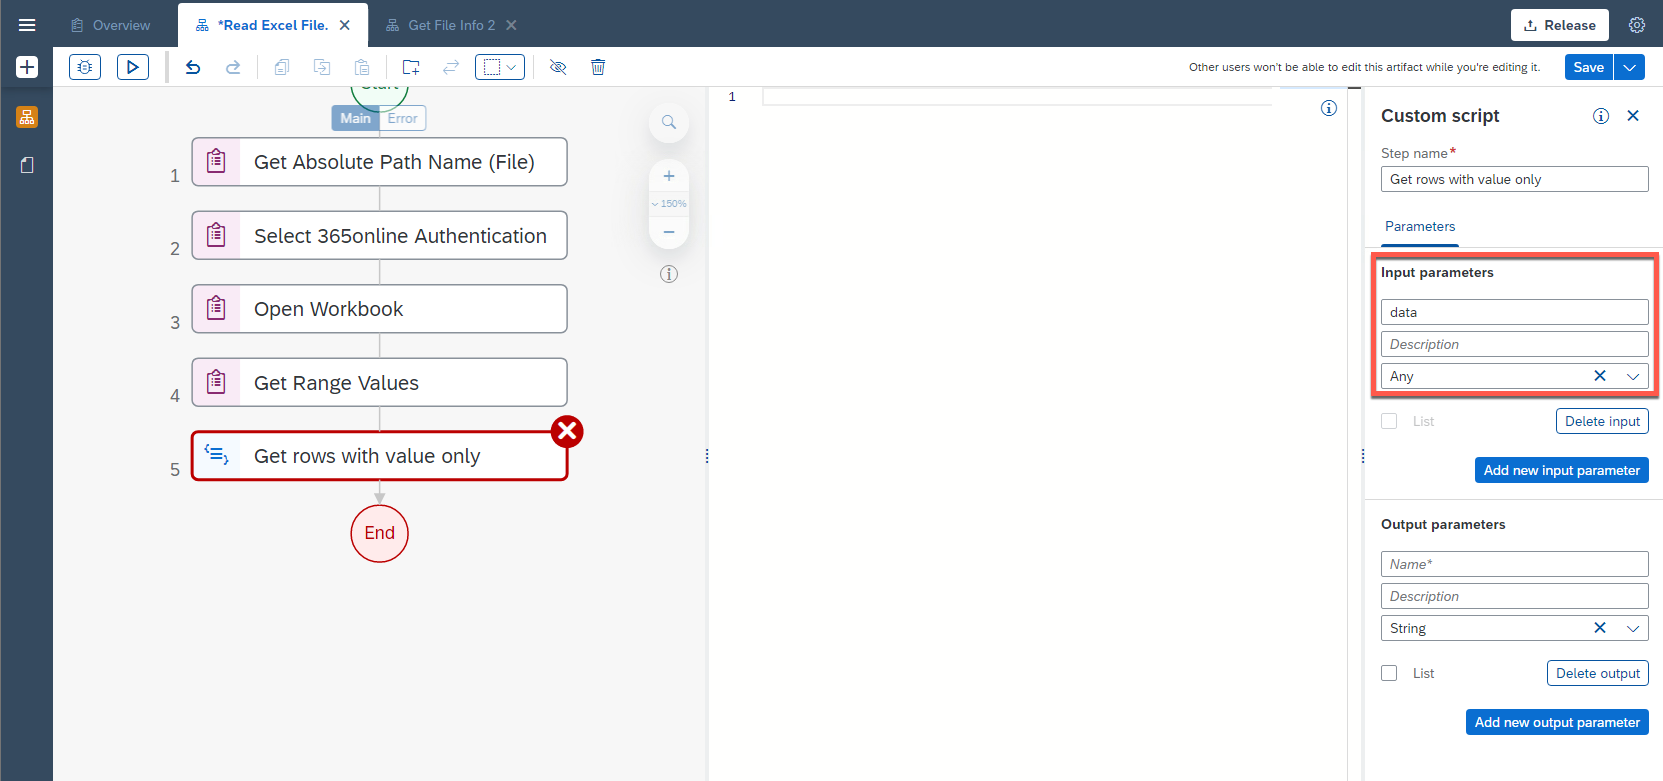 Overview
*Read Excel File.
Get File Info 2
Release
Other users won't be able to edit this artifact while you're editing it.
Save
Start
Main
Error
1
Get Absolute Path Name (File)
2
Select 365online Authentication
3
Open Workbook
4
Get Range Values
5
Get rows with value only
End
150%
1
Custom script
Step name*
Get rows with value only
Parameters
Input parameters
data
Description
Any
List
Delete input
Add new input parameter
Output parameters
Name*
Description
String
List
Delete output
Add new output parameter